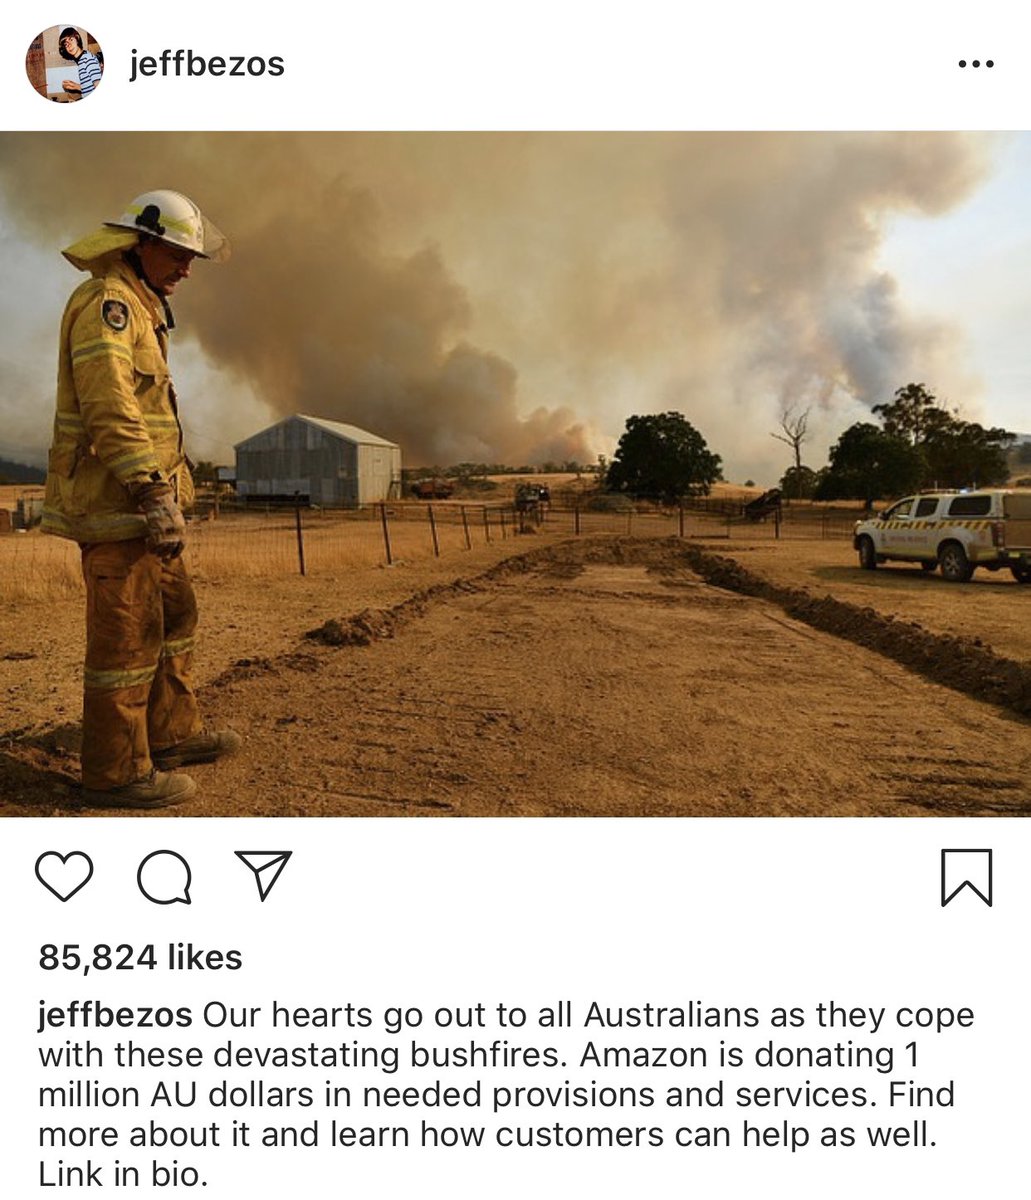 jeffbezos
85,824 likes
jeffbezos Our hearts go out to all Australians as they cope
with these devastating bushfires. Amazon is donating 1
million AU dollars in needed provisions and services. Find
more about it and learn how customers can help as well.
Link in bio.